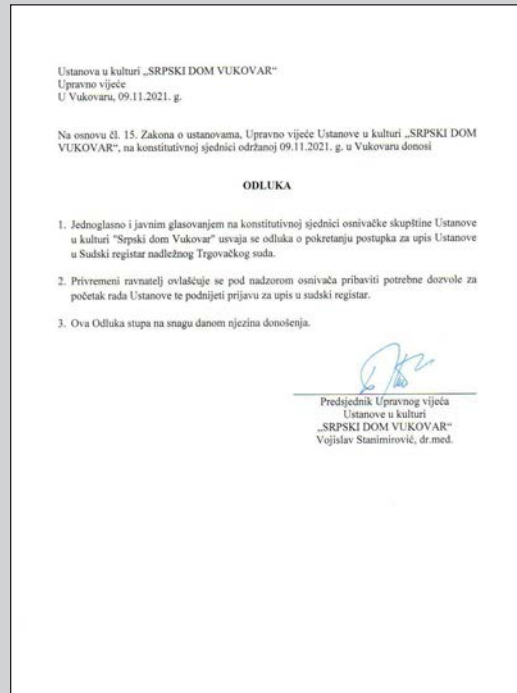 Ustanova u kulturi „SRPSKI DOM VUKOVAR“
Upravno vijeće
U Vukovaru, 09.11.2021. g.
Na osnovu čl. 15. Zakona o ustanovama, Upravno vijeće Ustanove u kulturi „SRPSKI DOM
VUKOVAR“, na konstitutivnoj sjednici održanoj 09.11.2021. g. u Vukovaru donosi
ODLUKA
1. Jednoglasno i javnim glasovanjem na konstitutivnoj sjednici osnivačke skupštine Ustanove
u kulturi "Srpski dom Vukovar" usvaja se odluka o pokretanju postupka za upis Ustanove
u Sudski registar nadležnog Trgovačkog suda.
2. Privremeni ravnatelj ovlašćuje se pod nadzorom osnivača pribaviti potrebne dozvole za
početak rada Ustanove te podnijeti prijavu za upis u sudski registar.
3. Ova Odluka stupa na snagu danom njezina donošenja.
Predsjednik Upravnog vijeća
Ustanove u kulturi
„SRPSKI DOM VUKOVAR“
Vojislav Stanimirović, dr.med.